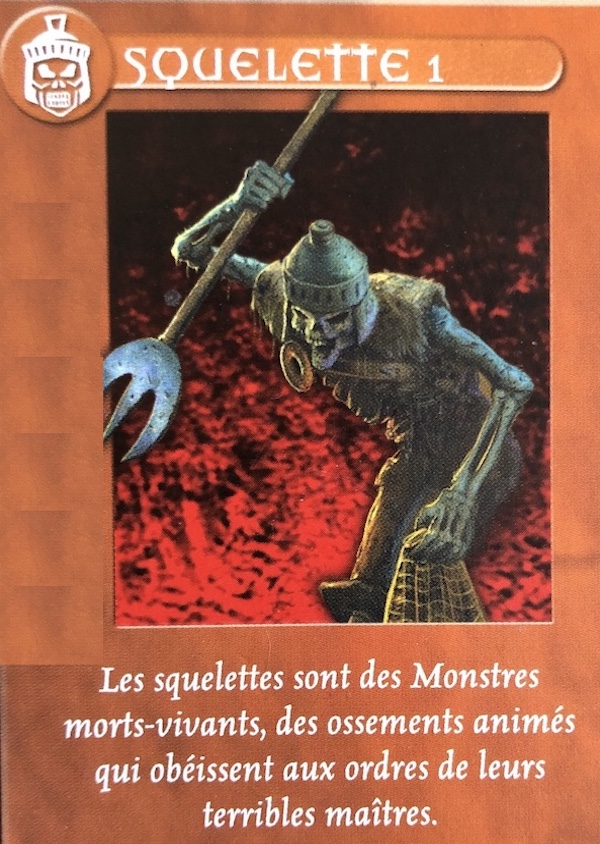 SQUELETTE 1
Les squelettes sont des Monstres
morts-vivants, des ossements animés
qui obéissent aux ordres de leurs
terribles maîtres.